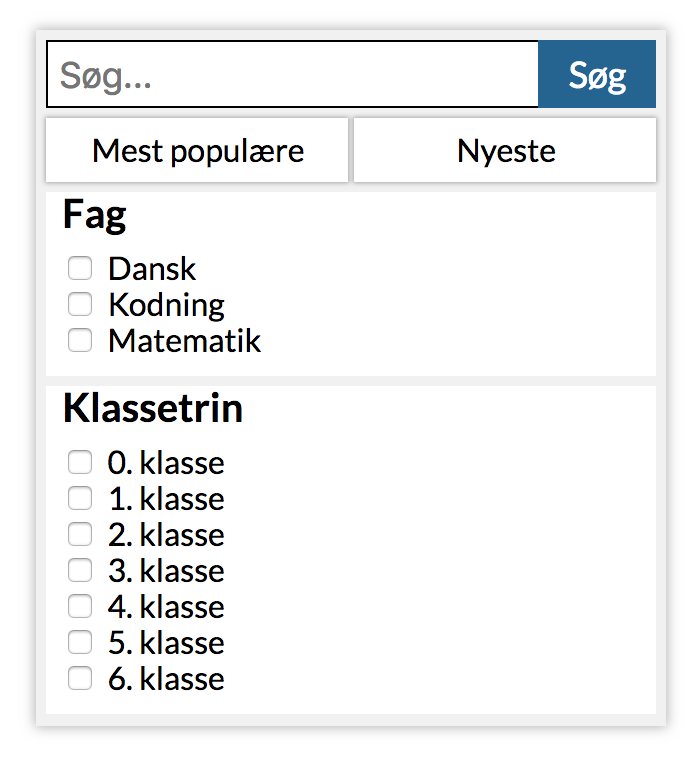 Søg...
Søg
Mest populære
Nyeste
Fag
Dansk
Kodning
Matematik
Klassetrin
0. klasse
1. klasse
2. klasse
3. klasse
4. klasse
5. klasse
6. klasse